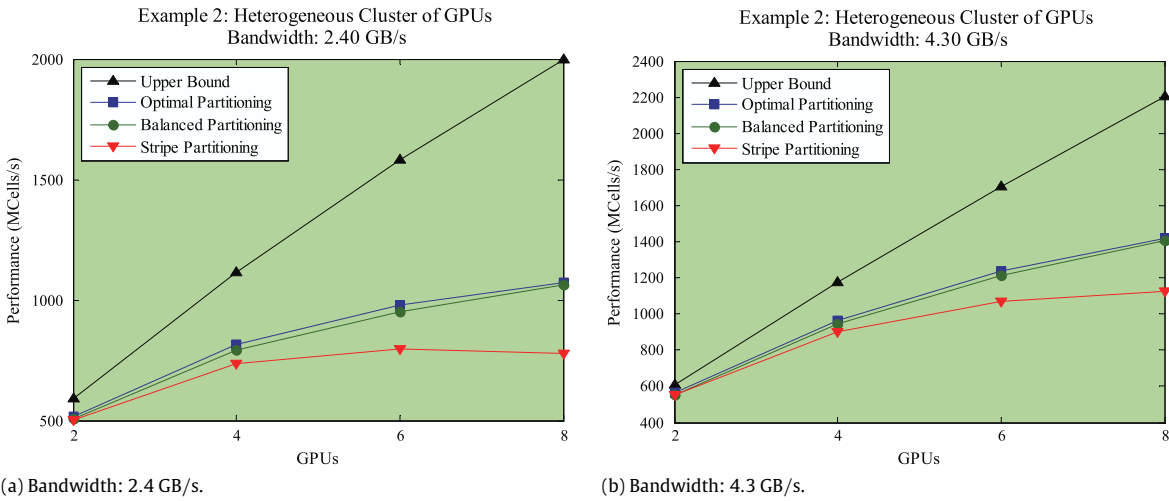 Example 2: Heterogeneous Cluster of GPUs
Bandwidth: 2.40 GB/s
2000
1500
1000
500
Performance (MCells/s)
Upper Bound
Optimal Partitioning
Balanced Partitioning
Stripe Partitioning
2 4 6 8
GPUs
(a) Bandwidth: 2.4 GB/s.
Example 2: Heterogeneous Cluster of GPUs
Bandwidth: 4.30 GB/s
2400
2200
2000
1800
1600
1400
1200
1000
800
600
400
Performance (MCells/s)
Upper Bound
Optimal Partitioning
Balanced Partitioning
Stripe Partitioning
2 4 6 8
GPUs
(b) Bandwidth: 4.3 GB/s.